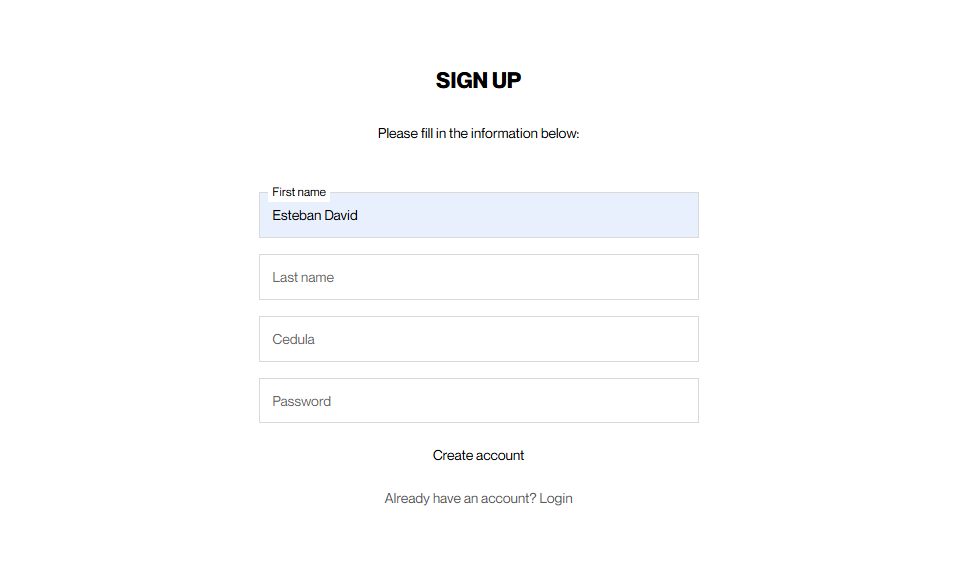 SIGN UP
Please fill in the information below:
First name
Esteban David
Last name
Cedula
Password
Create account
Already have an account? Login